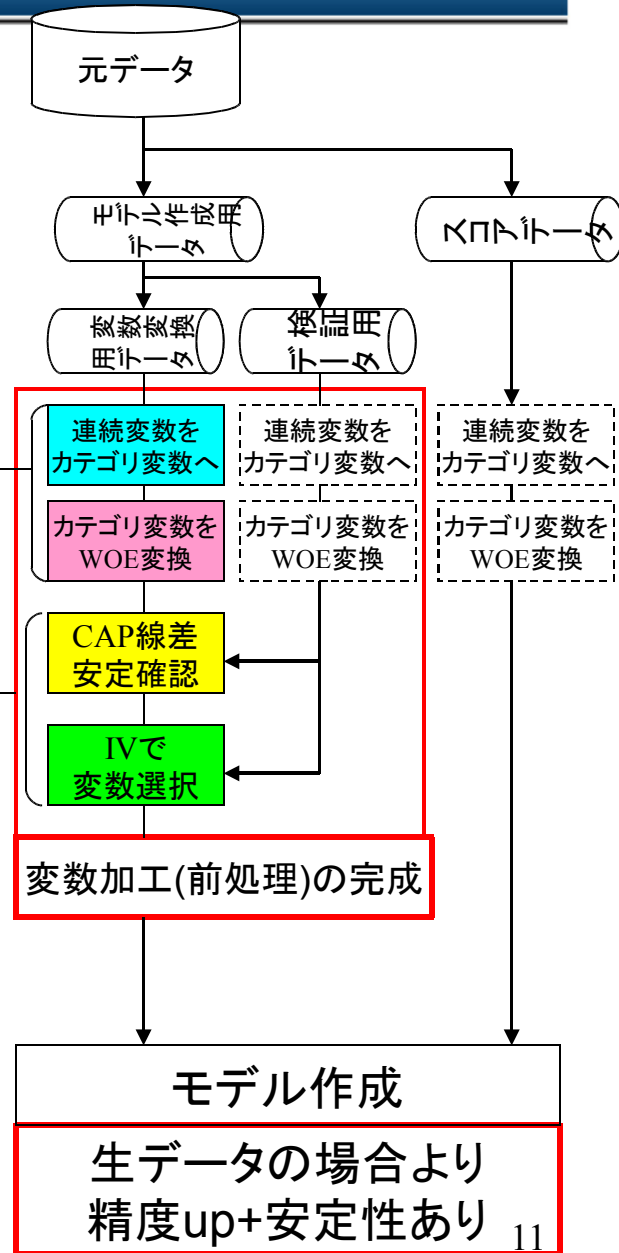 元データ
モデル作成用
データ
スコアデータ
変数変換
用データ
検証用
データ
連続変数を
カテゴリ変数へ
連続変数を
カテゴリ変数へ
連続変数を
カテゴリ変数へ
カテゴリ変数を
WOE変換
カテゴリ変数を
WOE変換
カテゴリ変数を
WOE変換
CAP線差
安定確認
IVで
変数選択
変数加工(前処理)の完成
モデル作成
生データの場合より
精度up+安定性あり
11